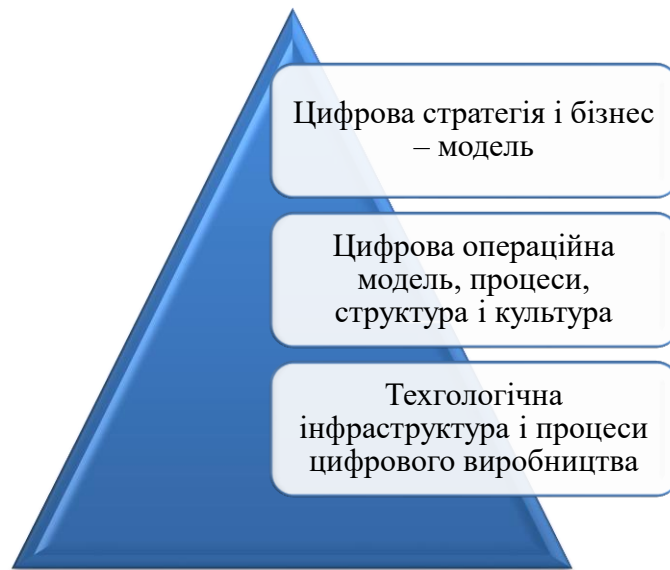 Цифрова стратегія і бізнес
– модель
Цифрова операційна
модель, процеси,
структура і культура
Техгологічна
інфраструктура і процеси
цифрового виробництва